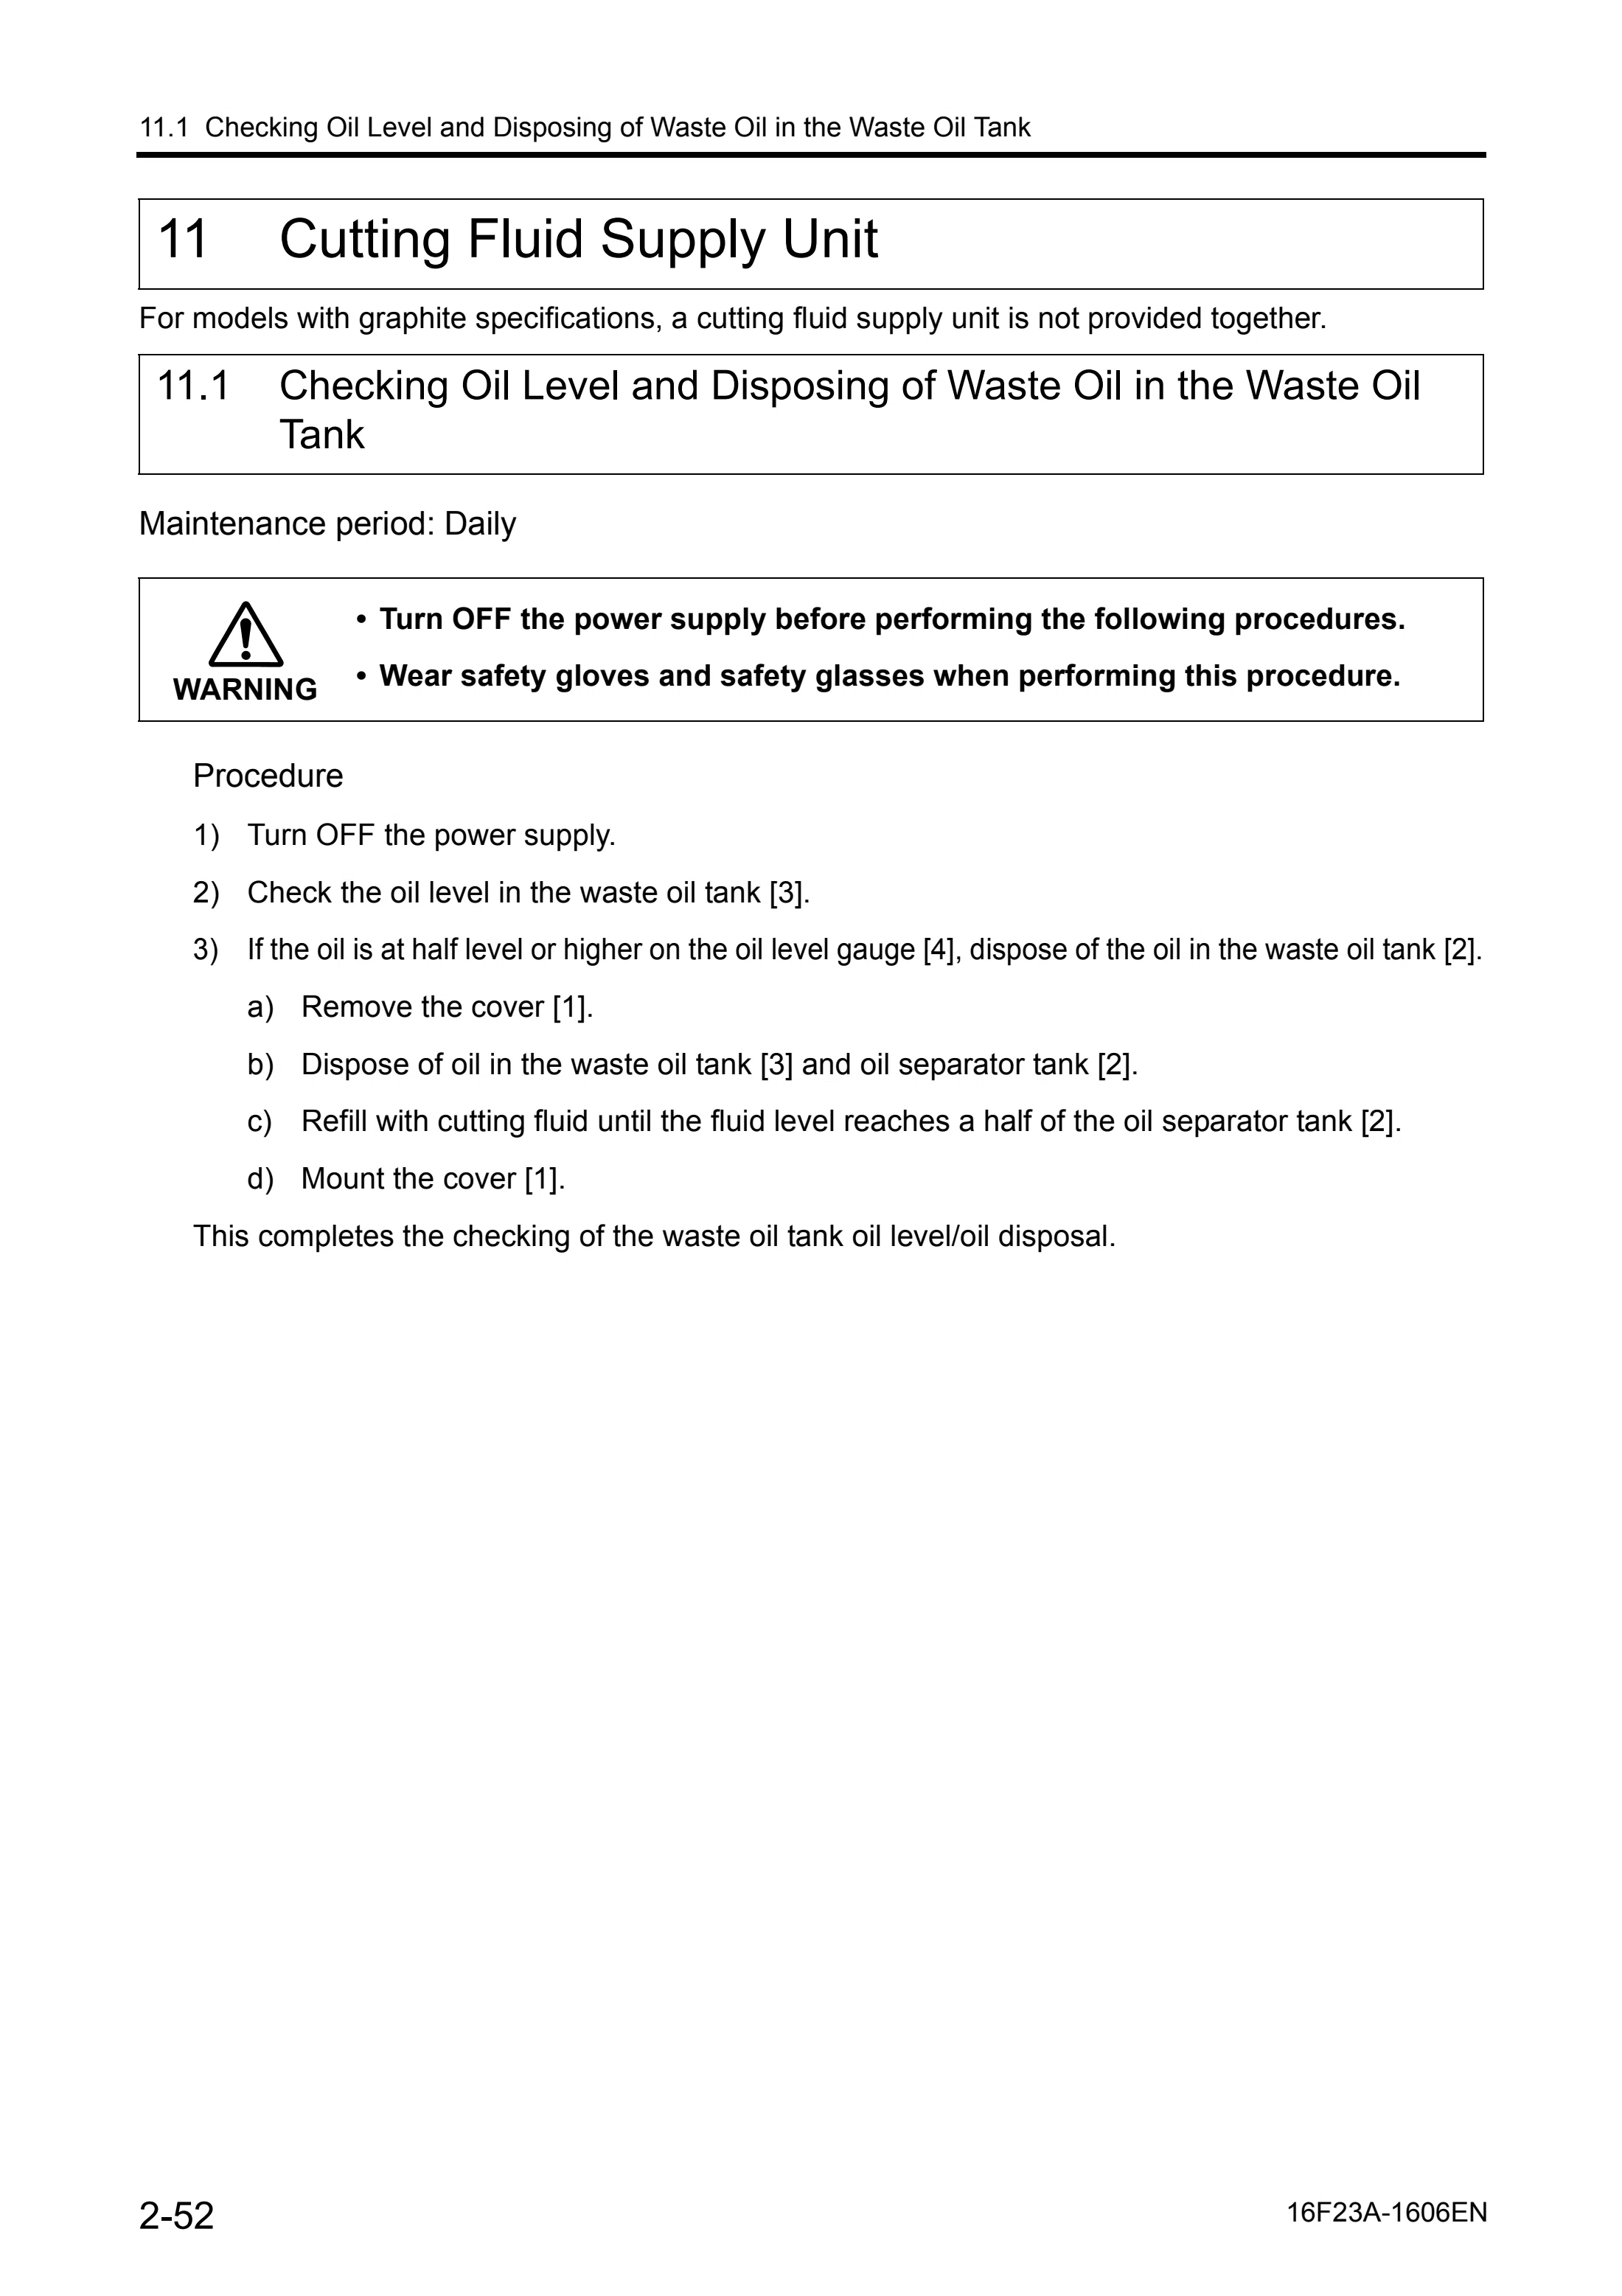 11.1 Checking Oil Level and Disposing of Waste Oil in the Waste Oil Tank
11 Cutting Fluid Supply Unit
For models with graphite specifications, a cutting fluid supply unit is not provided together.
11.1 Checking Oil Level and Disposing of Waste Oil in the Waste Oil
Tank
Maintenance period: Daily
• Turn OFF the power supply before performing the following procedures.
• Wear safety gloves and safety glasses when performing this procedure.
WARNING
Procedure
1) Turn OFF the power supply.
2) Check the oil level in the waste oil tank [3].
3) If the oil is at half level or higher on the oil level gauge [4], dispose of the oil in the waste oil tank [2].
a) Remove the cover [1].
b) Dispose of oil in the waste oil tank [3] and oil separator tank [2].
c) Refill with cutting fluid until the fluid level reaches a half of the oil separator tank [2].
d) Mount the cover [1].
This completes the checking of the waste oil tank oil level/oil disposal.
2-52
16F23A-1606EN